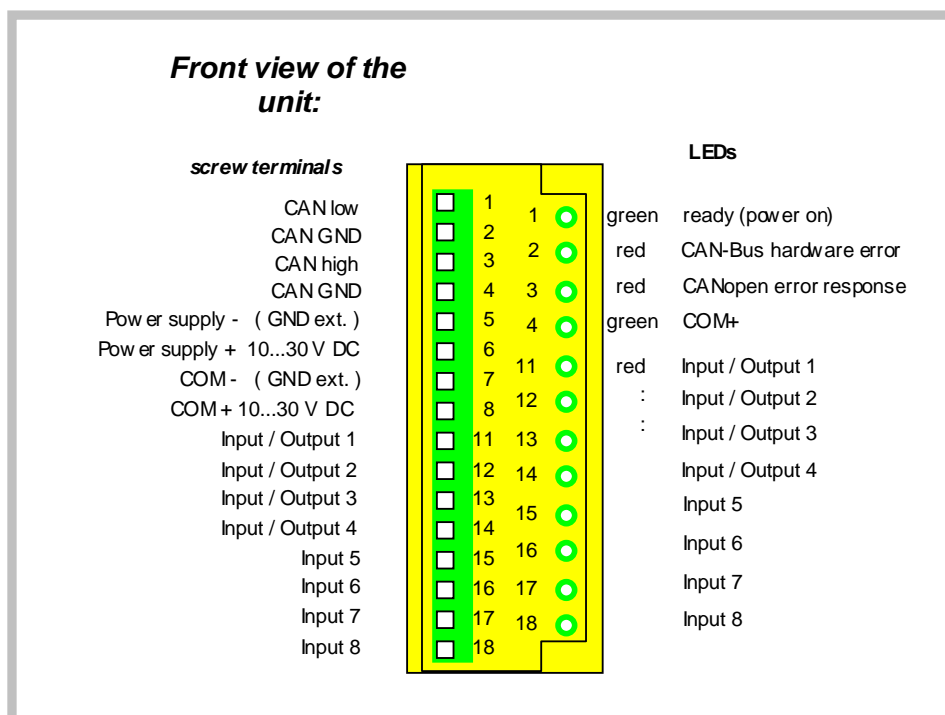 Front view of the
unit:
LEDs
screw terminals
CAN low 1 1 green ready (power on)
CAN GND 2 2 red CAN-Bus hardware error
CAN high 3
CAN GND 4 3 red CANopen error response
Power supply - ( GND ext. ) 5 4 green COM+
Power supply + 10...30 V DC 6
COM - ( GND ext. ) 7 11 red Input / Output 1
COM + 10...30 V DC 8 12 : Input / Output 2
Input / Output 1 11 13 : Input / Output 3
Input / Output 2 12 14 Input / Output 4
Input / Output 3 13 15 Input 5
Input / Output 4 14
Input 5 15 16 Input 6
Input 6 16 17 Input 7
Input 7 17 18 Input 8
Input 8 18